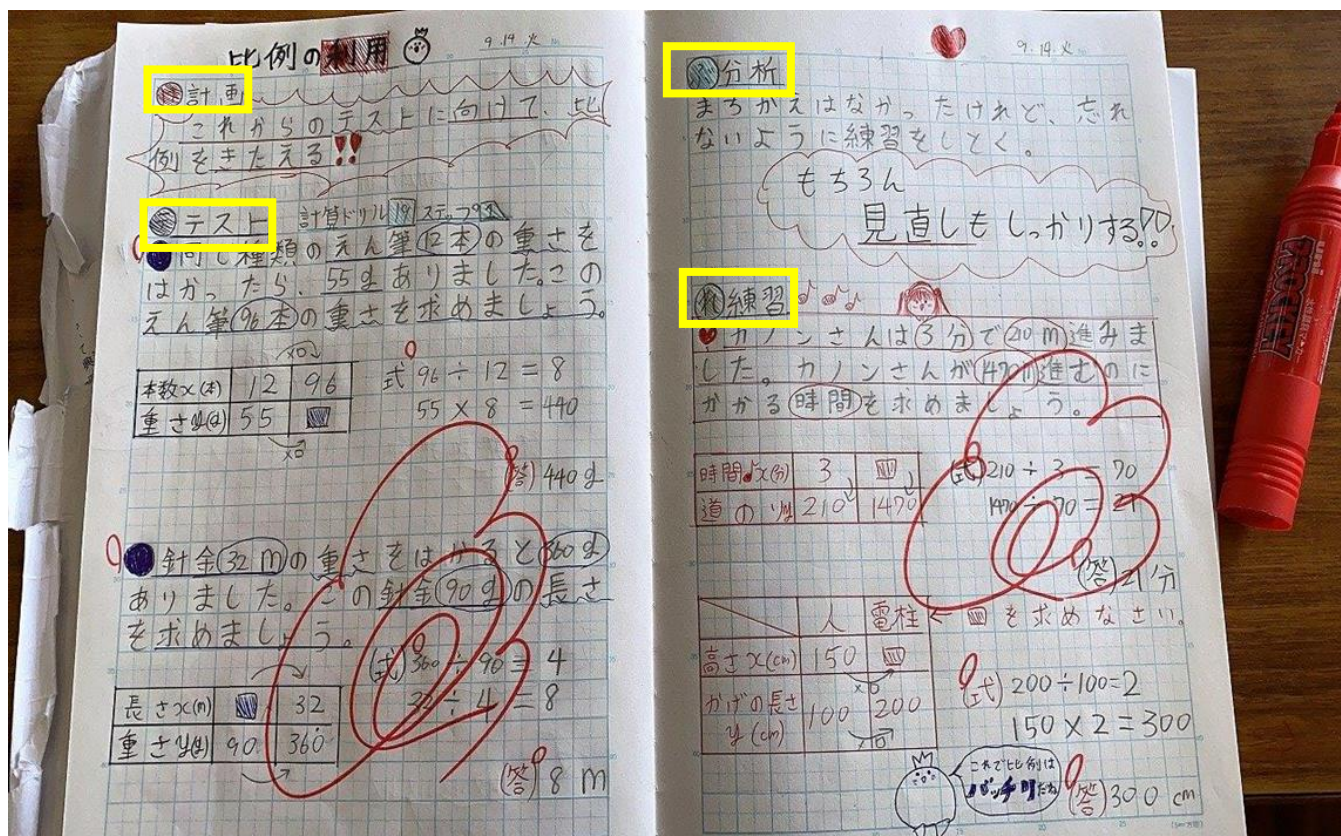 比例の利用
9.14.火
け計画
これからのテストに向けて、比
例をきたえる!!
テスト 計算ドリル19 ステップ
同じ種類のえん筆12本の重さを
はかったら、55gありました。この
えん筆96本の重さを求めましょう。
本数x(本) 12 96
重さy(g) 55
×□
×□
式 96÷12=8
55×8=440
答 440g
針金32mの重さをはかると360g
ありました。この針金90gの長さ
を求めましょう。
長さx(m) 32
重さy(g) 90 360
式 360÷90=4
32÷4=8
答 8m
9.14.火
分析
まちがえはなかったけれど、忘れ
ないように練習をしとく。
もちろん
見直しもしっかりする!?
れ練習
カノンさんは3分で210m進みま
した。カノンさんが1470m進むのに
かかる時間を求めましょう。
時間x(分) 3
道のりy 210 1470
式 210÷3=70
1470÷70=21
答 21分
人 電柱
を求めなさい。
高さx(cm) 150
かげの長さ
y(cm) 100 200
×□
×□
式 200÷100=2
150×2=300
これで比例は
バッチリだね
答 300cm
uni
PROCKEY